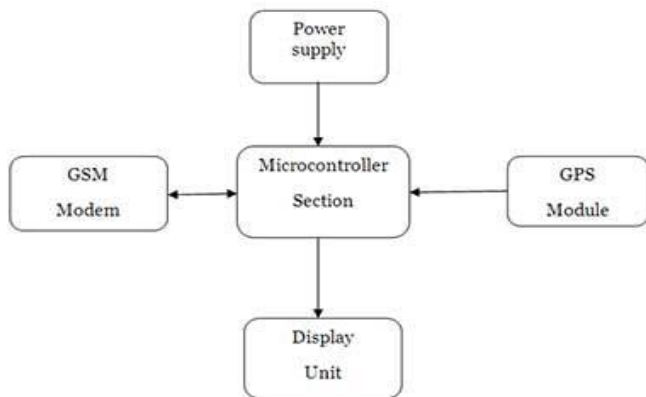 Power
supply
GSM
Modem
Microcontroller
Section
GPS
Module
Display
Unit